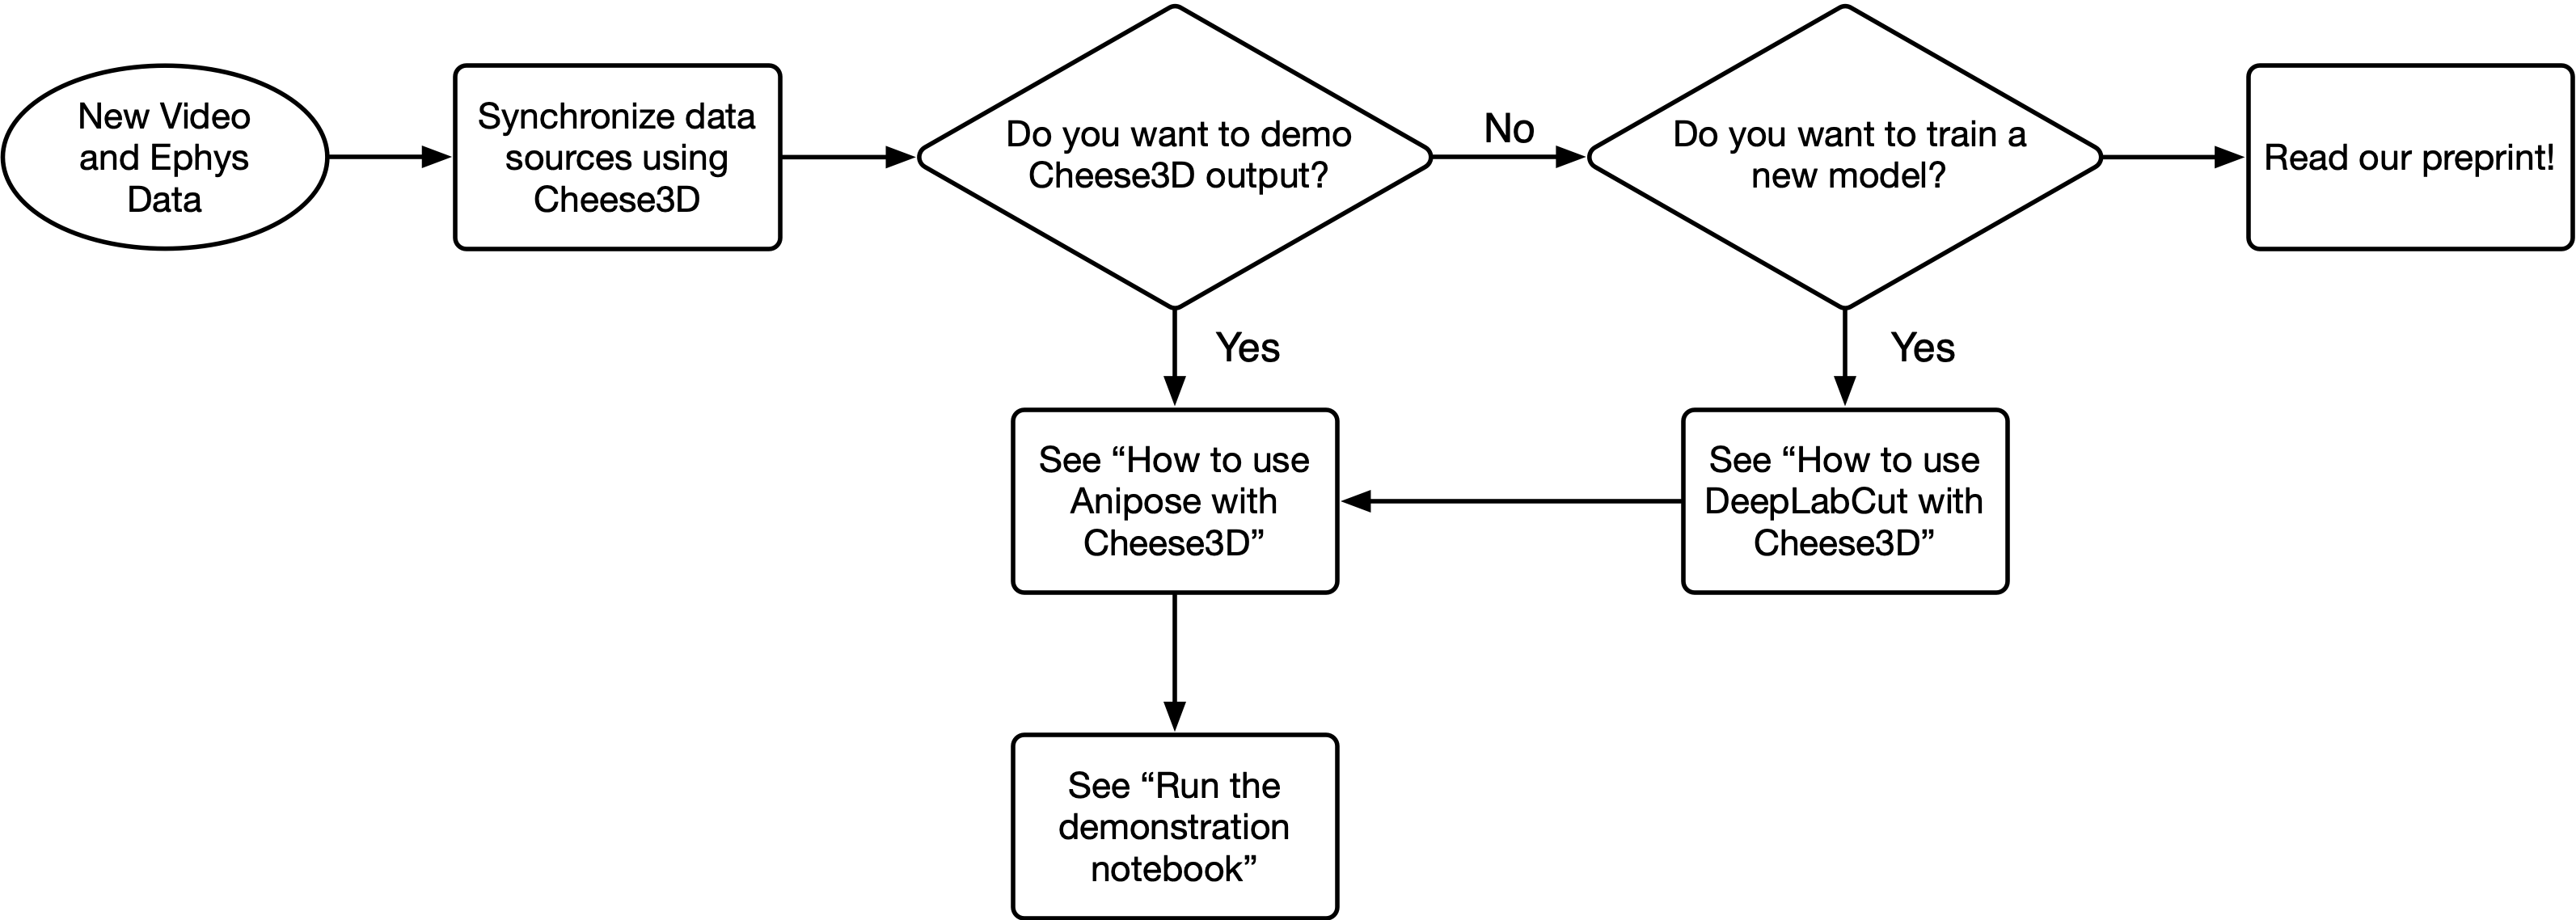 New Video
and Ephys
Data
Synchronize data
sources using
Cheese3D
Do you want to demo
Cheese3D output?
No
Do you want to train a
new model?
Read our preprint!
Yes
Yes
See “How to use
Anipose with
Cheese3D”
See “How to use
DeepLabCut with
Cheese3D”
See “Run the
demonstration
notebook”